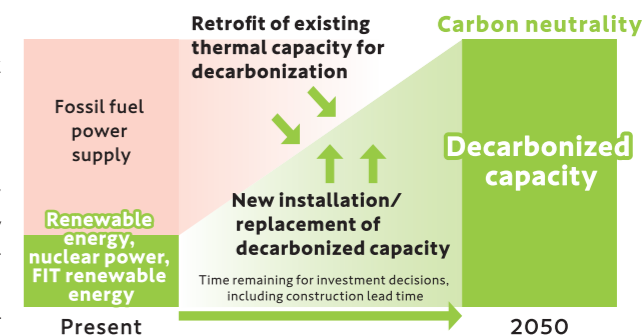 Retrofit of existing
thermal capacity for
decarbonization
Carbon neutrality
Fossil fuel
power
supply
Decarbonized
capacity
Renewable
energy,
nuclear power,
FIT renewable
energy
New installation/
replacement of
decarbonized capacity
Time remaining for investment decisions,
including construction lead time
Present
2050